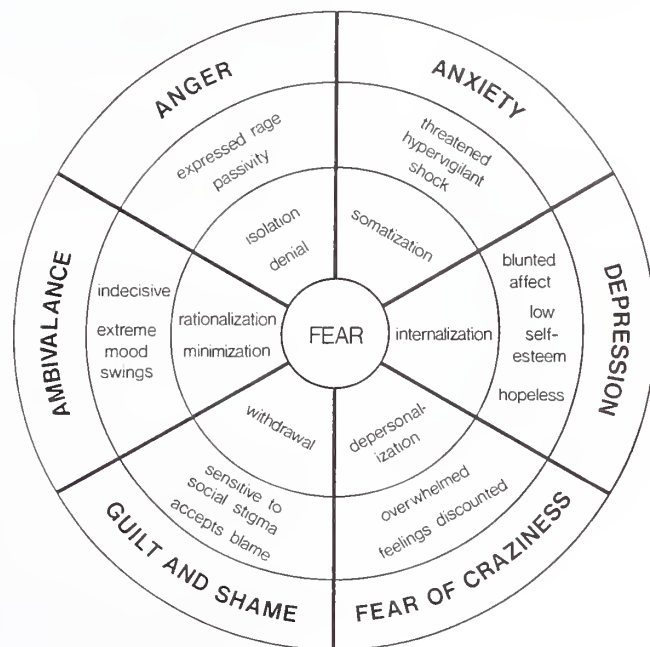 ANGER
expressed rage
passivity
isolation
denial
ANXIETY
threatened
hypervigilant
shock
somatization
DEPRESSION
blunted
affect
low
self-
esteem
hopeless
internalization
FEAR OF CRAZINESS
overwhelmed
feelings discounted
depersonal-
ization
GUILT AND SHAME
sensitive to
social stigma
accepts blame
withdrawal
AMBIVALANCE
indecisive
extreme
mood
swings
rationalization
minimization
FEAR